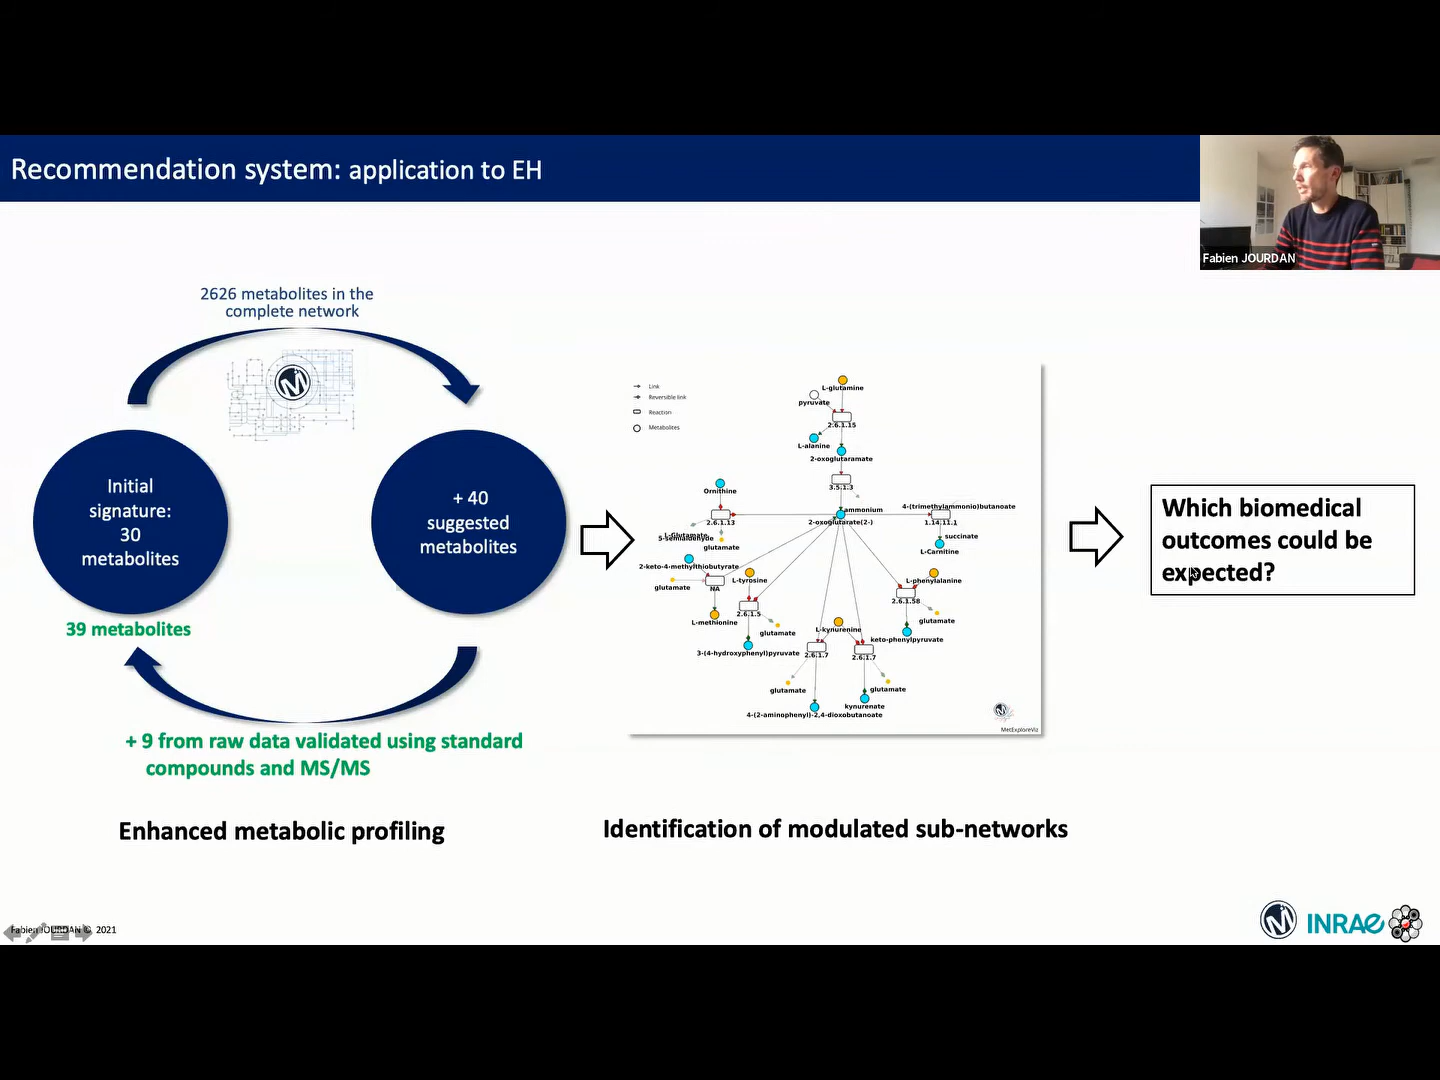 Recommendation system: application to EH
Fabien JOURDAN
2626 metabolites in the
complete network
Initial
signature:
30
metabolites
+ 40
suggested
metabolites
39 metabolites
+ 9 from raw data validated using standard
compounds and MS/MS
Enhanced metabolic profiling
Link
Reversible link
Reaction
Metabolites
L-glutamine
pyruvate
2.6.1.15
L-alanine
2-oxoglutaramate
3.5.1.3
Ornithine
ammonium
4-(trimethylammonio)butanoate
2.6.1.13
2-oxoglutarate(2-)
1.14.11.1
L-Glutamate
5-semialdehyde
succinate
glutamate
L-Carnitine
2-keto-4-methylthiobutyrate
L-tyrosine
L-phenylalanine
glutamate
NA
2.6.1.5
2.6.1.58
L-methionine
glutamate
L-kynurenine
glutamate
keto-phenylpyruvate
3-(4-hydroxyphenyl)pyruvate
2.6.1.7
2.6.1.7
glutamate
glutamate
kynurenate
4-(2-aminophenyl)-2,4-dioxobutanoate
MetExploreViz
Identification of modulated sub-networks
Which biomedical
outcomes could be
expected?
Fabien JOURDAN © 2021
M
INRAE